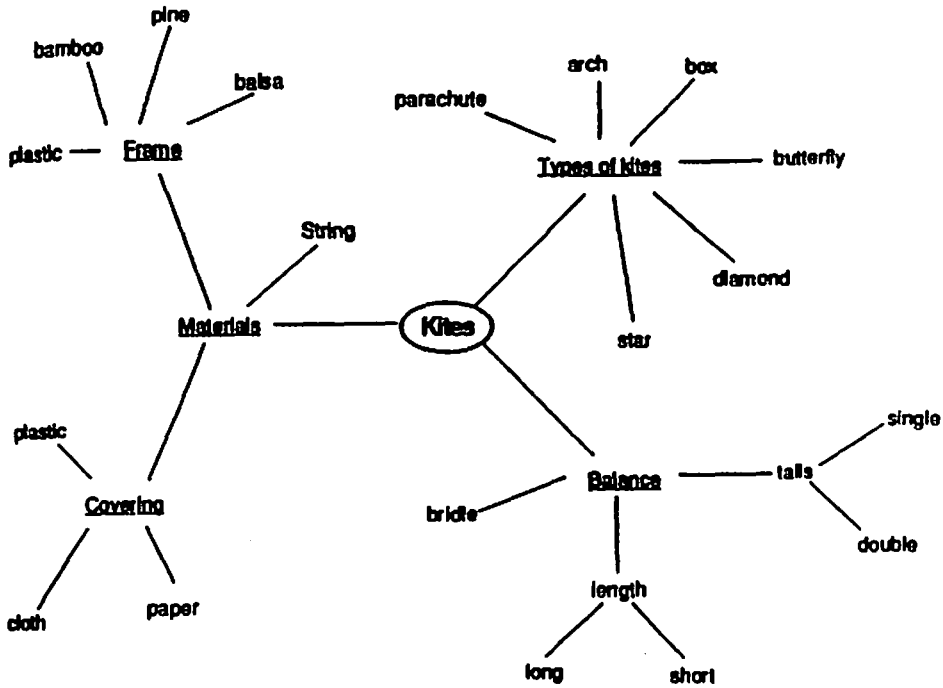 pine
bamboo
balsa
plastic
Frame
arch
box
parachute
Types of kites
butterfly
diamond
star
String
Materials
Kites
plastic
Covering
cloth
paper
Balance
bridle
tails
single
double
length
long
short